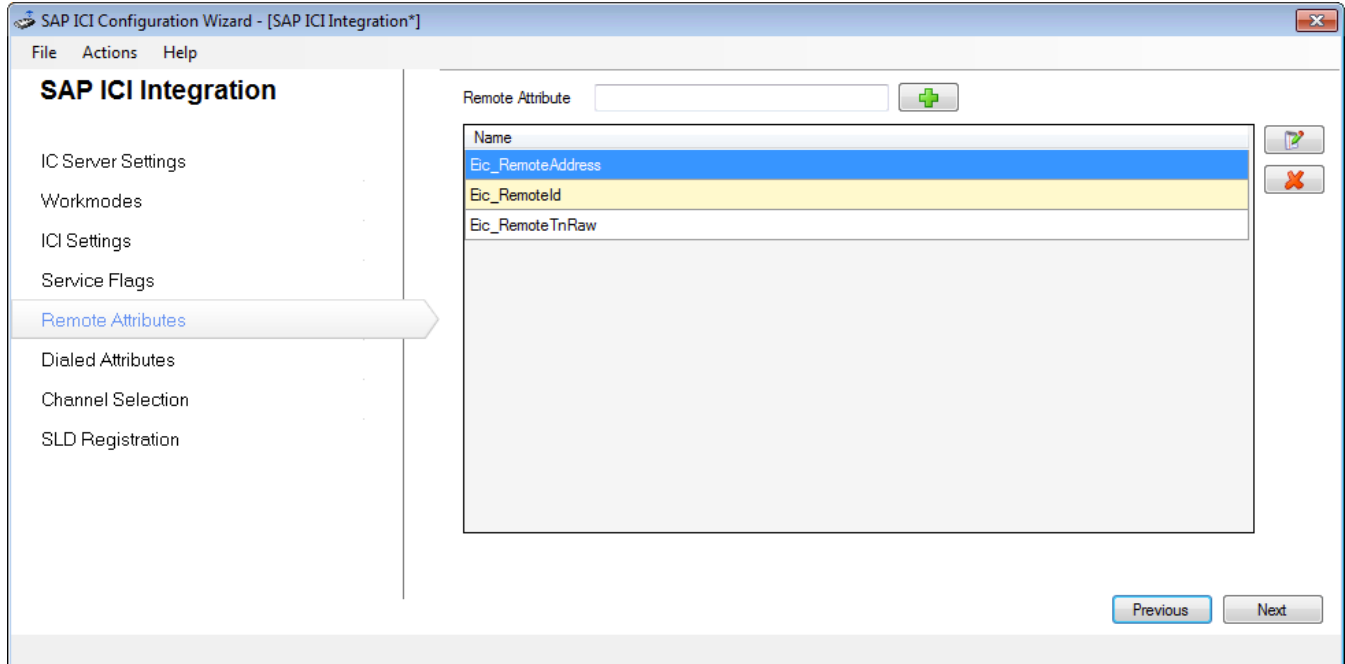 SAP ICI Configuration Wizard - [SAP ICI Integration*]
File Actions Help
SAP ICI Integration
IC Server Settings
Workmodes
ICI Settings
Service Flags
Remote Attributes
Dialed Attributes
Channel Selection
SLD Registration
Remote Attribute
Name
Eic_RemoteAddress
Eic_RemoteId
Eic_RemoteTnRaw
Previous Next